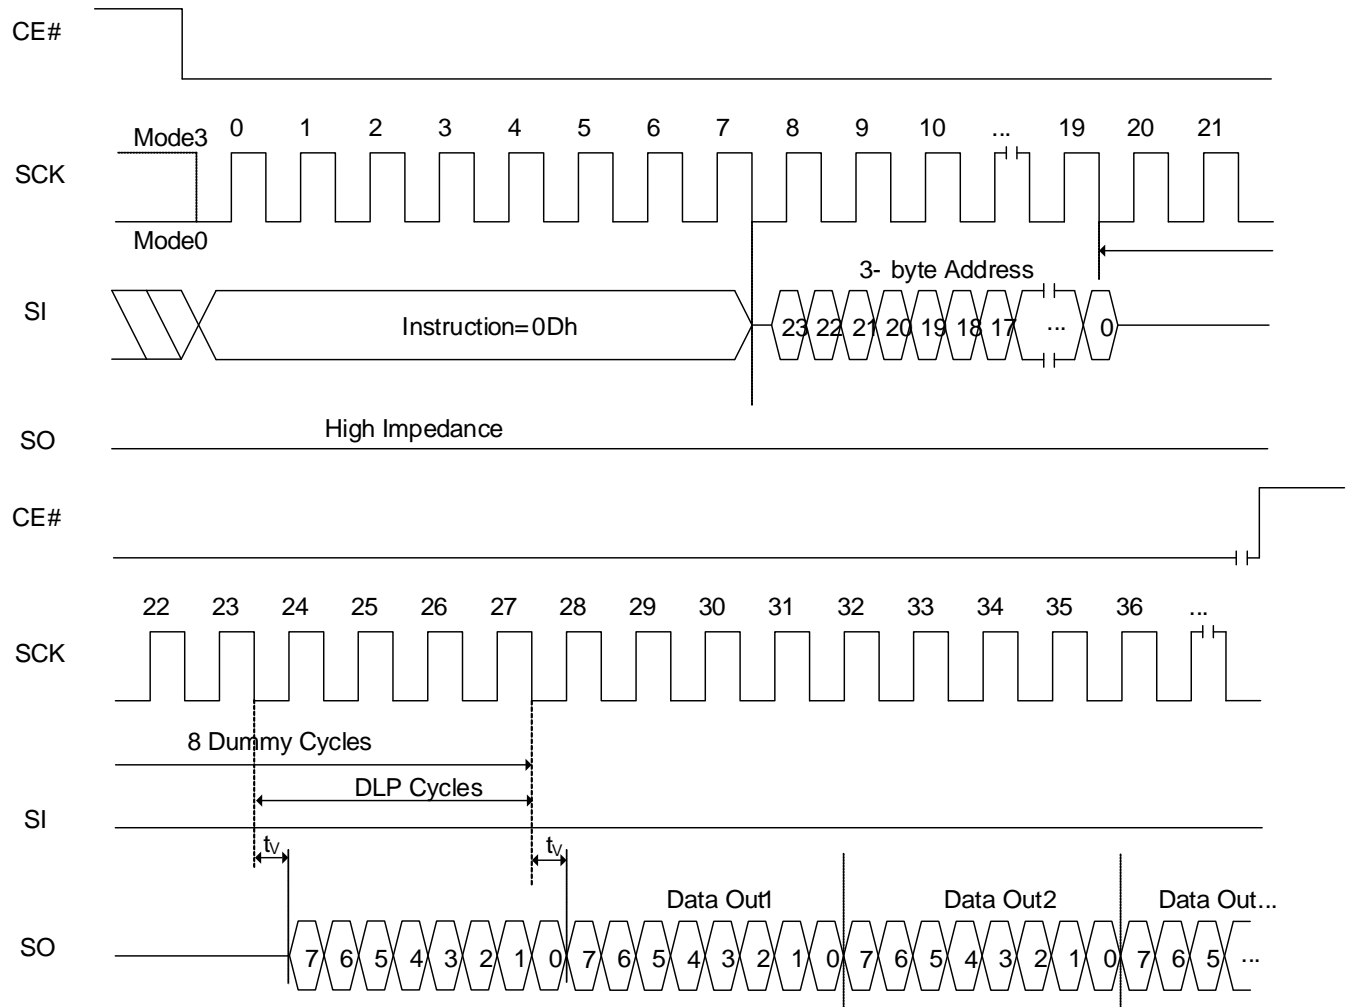 CE#
Mode3 0 1 2 3 4 5 6 7 8 9 10 ... 19 20 21
SCK
Mode0
3- byte Address
SI Instruction=0Dh 23 22 21 20 19 18 17 ... 0
SO High Impedance
CE#
22 23 24 25 26 27 28 29 30 31 32 33 34 35 36 ...
SCK
8 Dummy Cycles
DLP Cycles
SI
tV tV
Data Out1 Data Out2 Data Out...
SO 7 6 5 4 3 2 1 0 7 6 5 4 3 2 1 0 7 6 5 4 3 2 1 0 7 6 5 ...